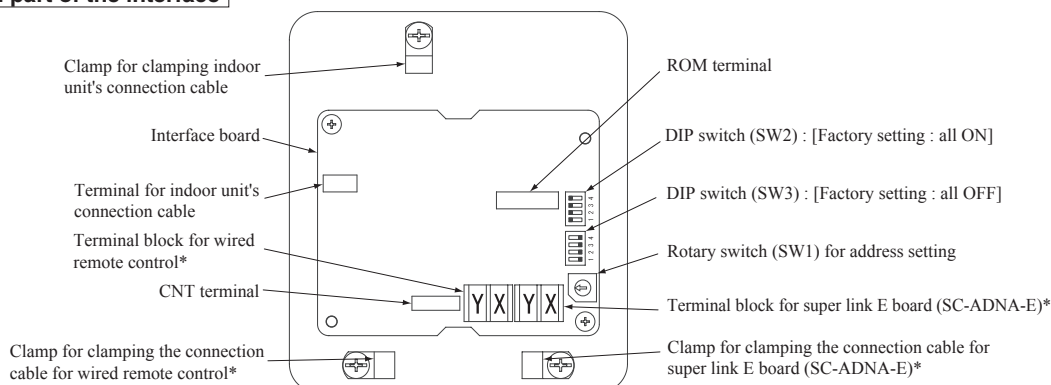 part of the interface
Clamp for clamping indoor
unit's connection cable
Interface board
Terminal for indoor unit's
connection cable
Terminal block for wired
remote control*
CNT terminal
Clamp for clamping the connection
cable for wired remote control*
ROM terminal
DIP switch (SW2) : [Factory setting : all ON]
DIP switch (SW3) : [Factory setting : all OFF]
Rotary switch (SW1) for address setting
Terminal block for super link E board (SC-ADNA-E)*
Clamp for clamping the connection cable for
super link E board (SC-ADNA-E)*
1 2 3 4
1 2 3 4
Y X Y X